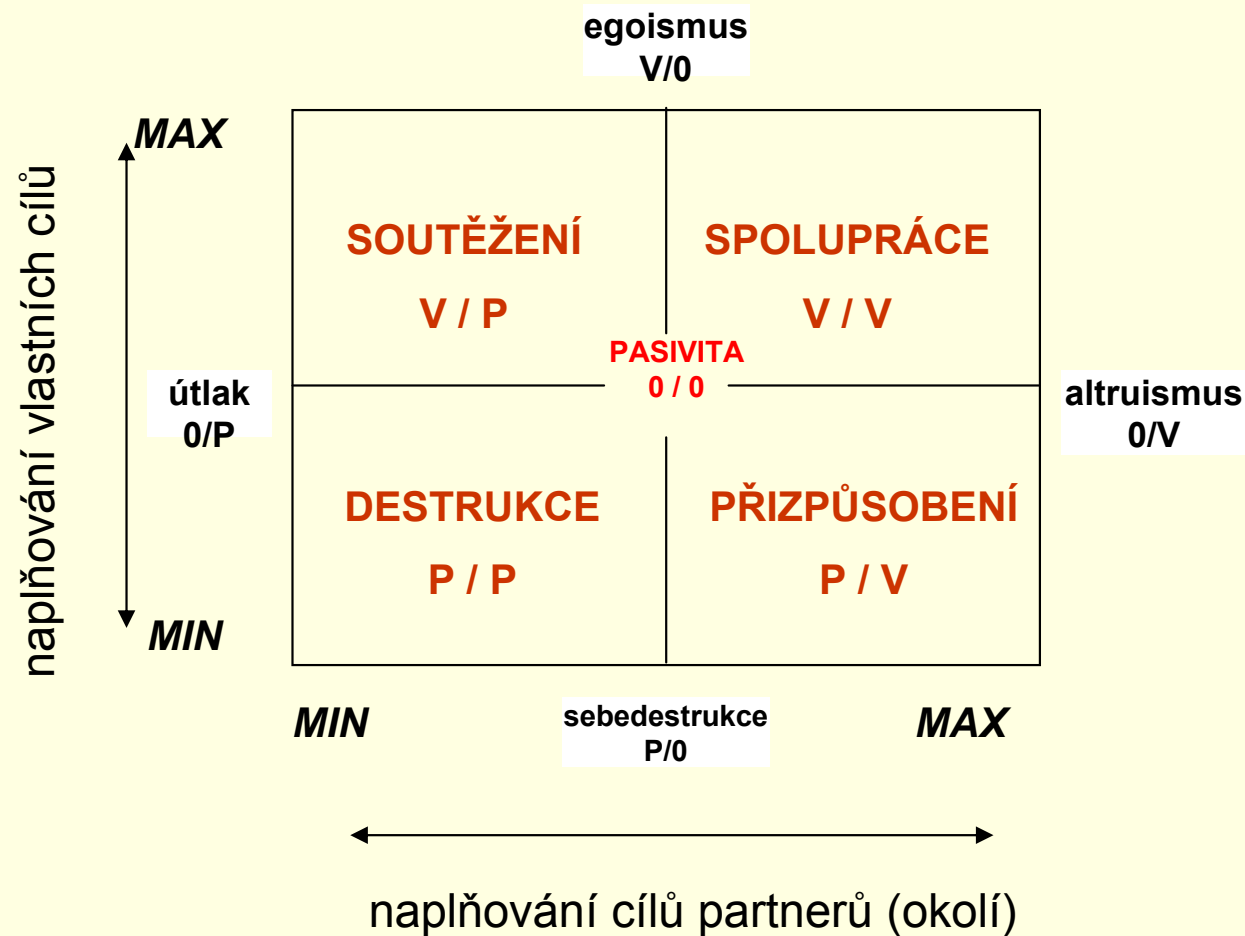 egoismus
V/0
MAX
naplňování vlastních cílů
SOUTĚŽENÍ
V / P
SPOLUPRÁCE
V / V
PASIVITA
0 / 0
útlak
0/P
altruismus
0/V
DESTRUKCE
P / P
PŘIZPŮSOBENÍ
P / V
MIN
MIN
sebedestrukce
P/0
MAX
naplňování cílů partnerů (okolí)